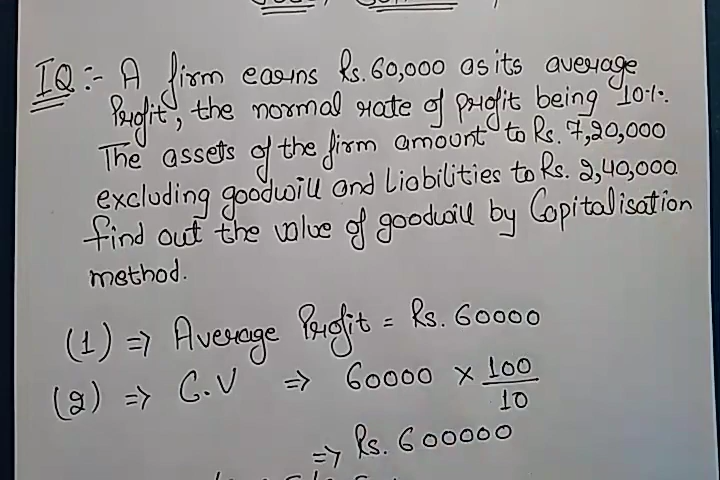 IQ:- A firm earns Rs. 60,000 as its average
Profit, the normal rate of profit being 10%.
The assets of the firm amount to Rs. 7,20,000
excluding goodwill and Liabilities to Rs. 2,40,000
find out the value of goodwill by Capitalisation
method.
(1) ⇒ Average Profit = Rs. 60000
(2) ⇒ C.V ⇒ 60000 × 100/10
⇒ Rs. 600000